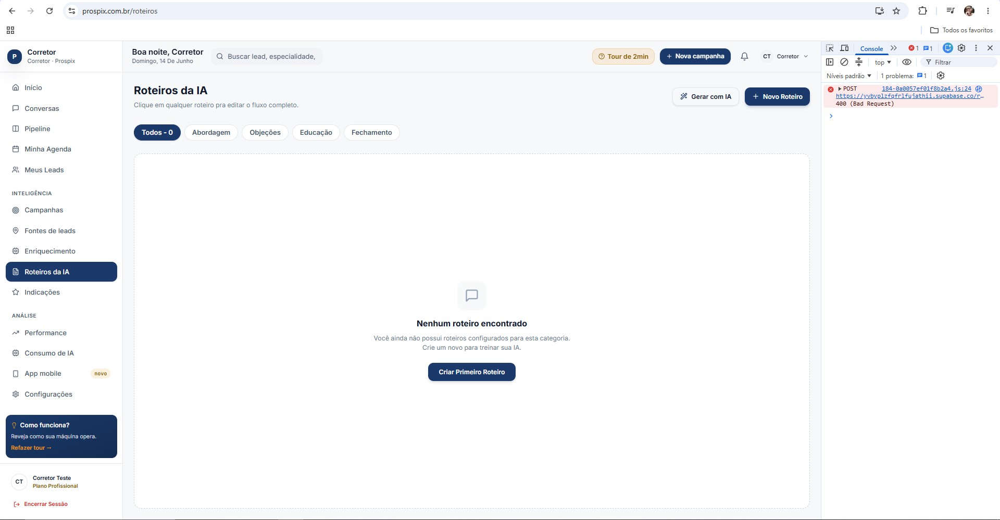 prospix.com.br/roteiros
Todos os favoritos
P
Corretor
Corretor · Prospix
Início
Conversas
Pipeline
Minha Agenda
Meus Leads
INTELIGÊNCIA
Campanhas
Fontes de leads
Enriquecimento
Roteiros da IA
Indicações
ANÁLISE
Performance
Consumo de IA
App mobile
novo
Configurações
Como funciona?
Reveja como sua máquina opera.
Refazer tour →
CT
Corretor Teste
Plano Profissional
Encerrar Sessão
Boa noite, Corretor
Domingo, 14 De Junho
Buscar lead, especialidade,
Tour de 2min
+ Nova campanha
CT
Corretor
Roteiros da IA
Clique em qualquer roteiro pra editar o fluxo completo.
Gerar com IA
+ Novo Roteiro
Todos - 0
Abordagem
Objeções
Educação
Fechamento
Nenhum roteiro encontrado
Você ainda não possui roteiros configurados para esta categoria.
Crie um novo para treinar sua IA.
Criar Primeiro Roteiro
Console
1
1
top
Filtrar
Níveis padrão
1 problema:
1
POST 184-0a0057ef01f8b2a4.js:24
https://yvbyplzfqfrlfujathii.supabase.co/r…
400 (Bad Request)